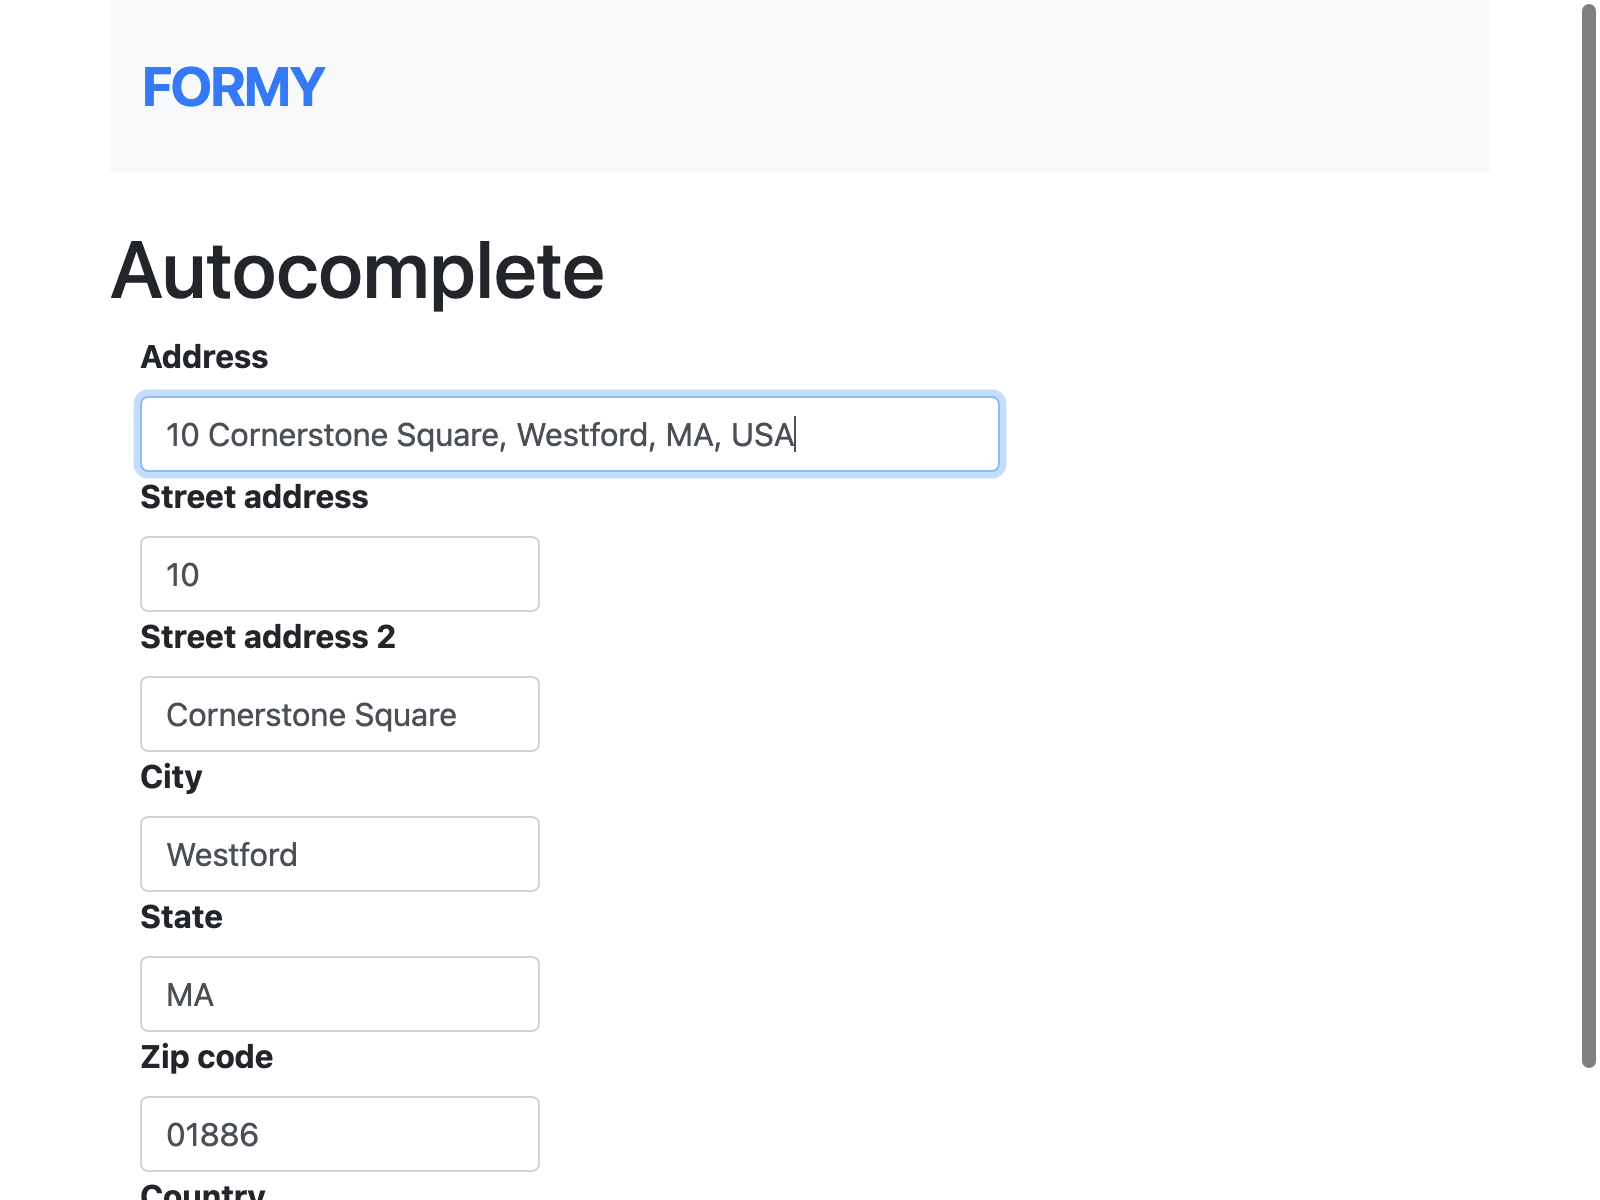 FORMY
Autocomplete
Address
10 Cornerstone Square, Westford, MA, USA
Street address
10
Street address 2
Cornerstone Square
City
Westford
State
MA
Zip code
01886
Country